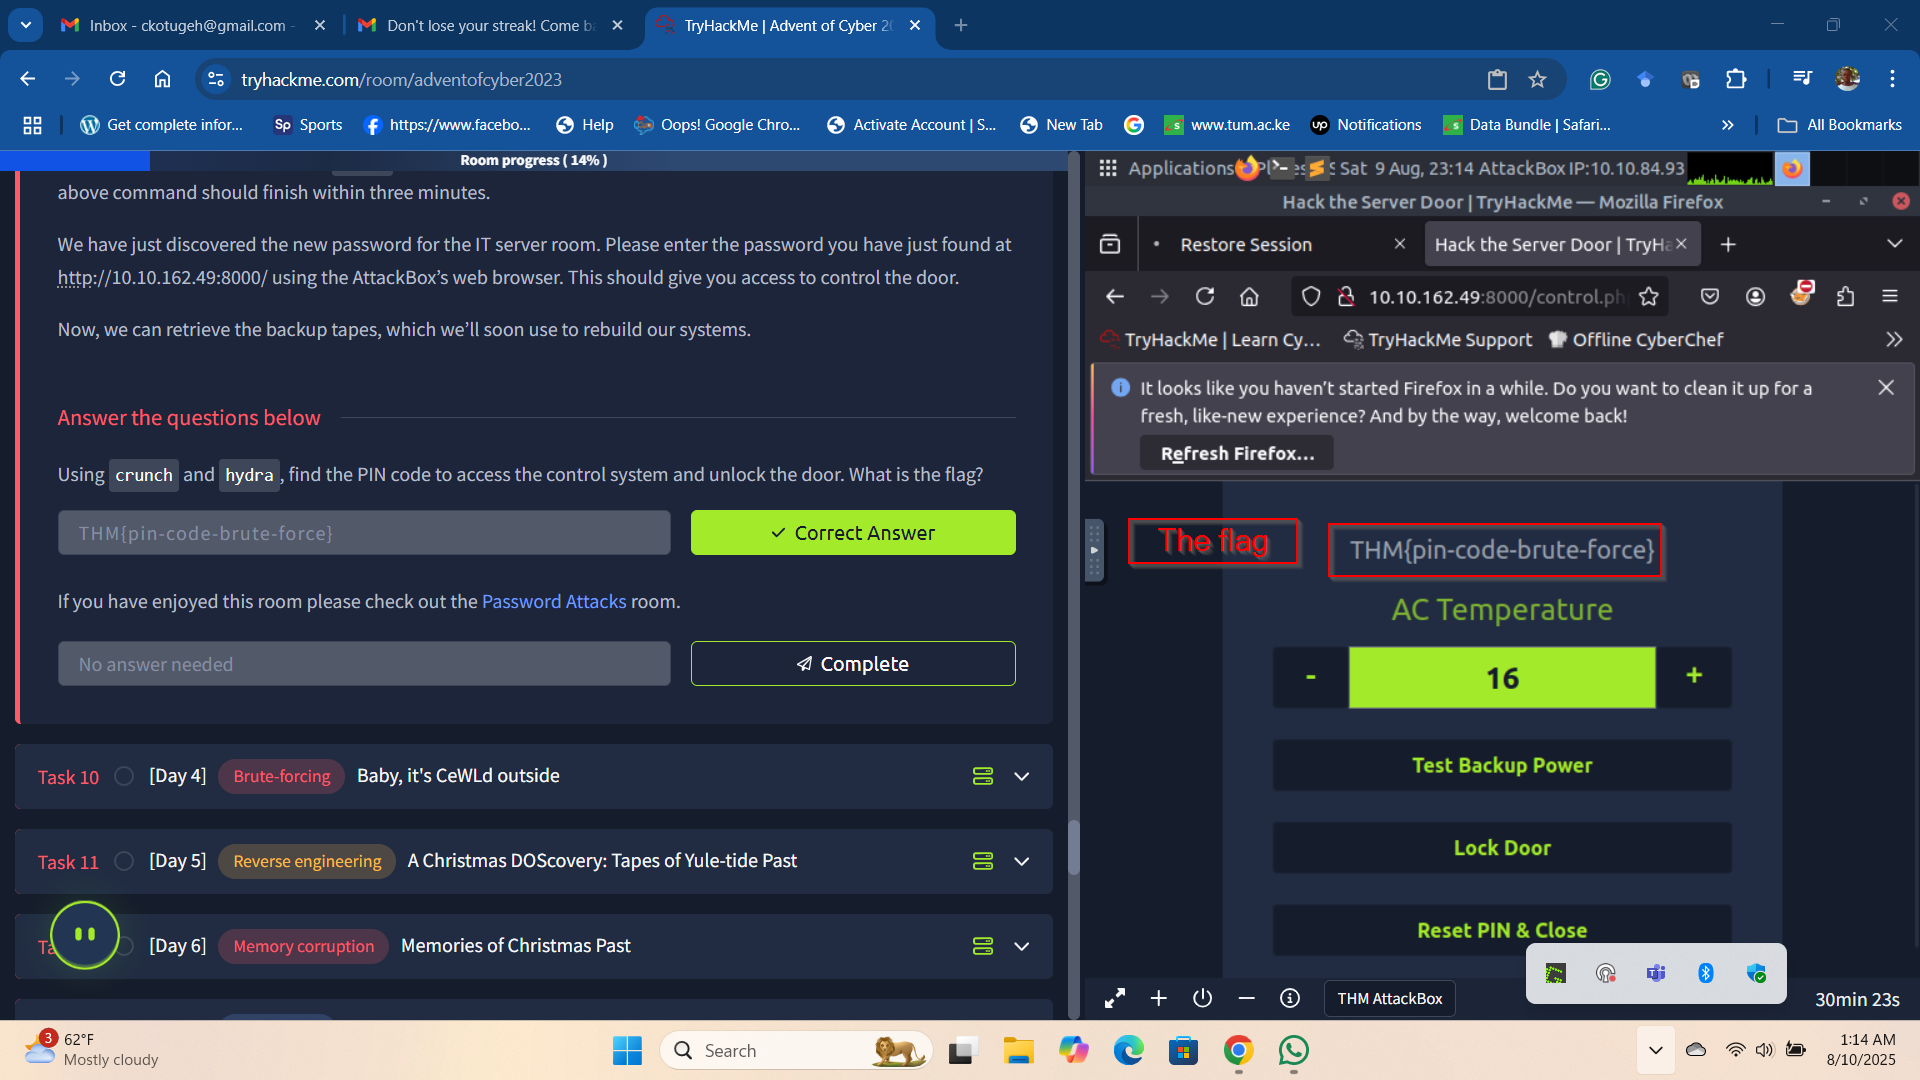 Inbox - ckotugeh@gmail.com -
Don't lose your streak! Come ba
TryHackMe | Advent of Cyber 20
tryhackme.com/room/adventofcyber2023
Get complete infor...
Sp Sports
https://www.facebo...
Help
Oops! Google Chro...
Activate Account | S...
New Tab
www.tum.ac.ke
up Notifications
Data Bundle | Safari...
»
All Bookmarks
Room progress ( 14% )
above command should finish within three minutes.
We have just discovered the new password for the IT server room. Please enter the password you have just found at
http://10.10.162.49:8000/ using the AttackBox’s web browser. This should give you access to control the door.
Now, we can retrieve the backup tapes, which we’ll soon use to rebuild our systems.
Answer the questions below
Using crunch and hydra , find the PIN code to access the control system and unlock the door. What is the flag?
THM{pin-code-brute-force}
✓ Correct Answer
If you have enjoyed this room please check out the Password Attacks room.
No answer needed
Complete
Task 10 [Day 4] Brute-forcing Baby, it's CeWLd outside
Task 11 [Day 5] Reverse engineering A Christmas DOScovery: Tapes of Yule-tide Past
Ta [Day 6] Memory corruption Memories of Christmas Past
Applications
Sat 9 Aug, 23:14 AttackBox IP:10.10.84.93
Hack the Server Door | TryHackMe — Mozilla Firefox
Restore Session
Hack the Server Door | TryHa
10.10.162.49:8000/control.ph
TryHackMe | Learn Cy...
TryHackMe Support
Offline CyberChef
»
It looks like you haven’t started Firefox in a while. Do you want to clean it up for a
fresh, like-new experience? And by the way, welcome back!
Refresh Firefox...
The flag
THM{pin-code-brute-force}
AC Temperature
- 16 +
Test Backup Power
Lock Door
Reset PIN & Close
THM AttackBox
30min 23s
3
62°F
Mostly cloudy
Search
1:14 AM
8/10/2025